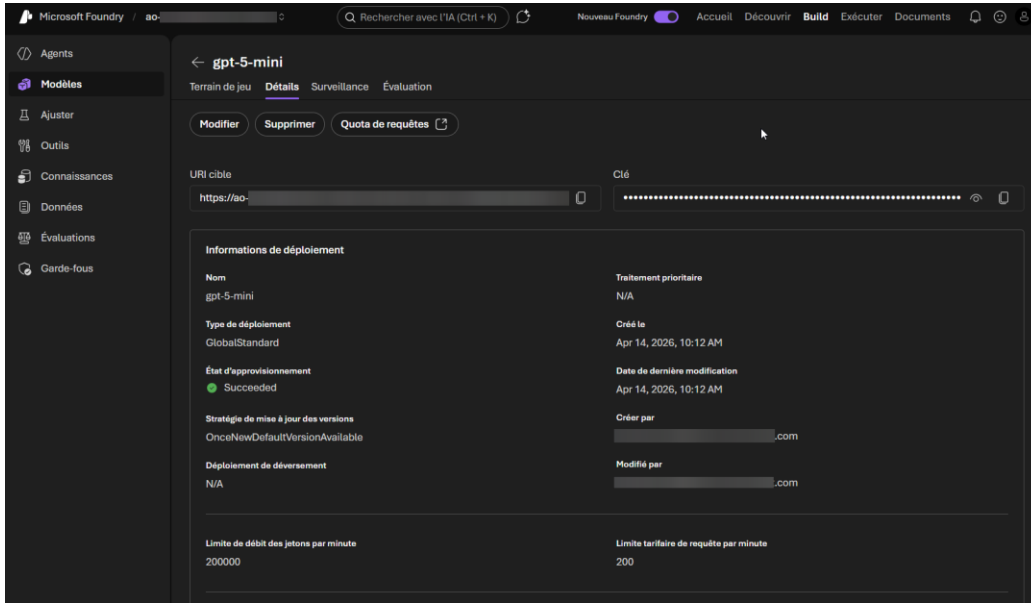 Microsoft Foundry / ao-
Rechercher avec l'IA (Ctrl + K)
Nouveau Foundry
Accueil Découvrir Build Exécuter Documents
Agents
Modèles
Ajuster
Outils
Connaissances
Données
Évaluations
Garde-fous
gpt-5-mini
Terrain de jeu Détails Surveillance Évaluation
Modifier Supprimer Quota de requêtes
URI cible
https://ao-
Clé
Informations de déploiement
Nom
gpt-5-mini
Traitement prioritaire
N/A
Type de déploiement
GlobalStandard
Créé le
Apr 14, 2026, 10:12 AM
État d'approvisionnement
Succeeded
Date de dernière modification
Apr 14, 2026, 10:12 AM
Stratégie de mise à jour des versions
OnceNewDefaultVersionAvailable
Créer par
.com
Déploiement de déversement
N/A
Modifié par
.com
Limite de débit des jetons par minute
200000
Limite tarifaire de requête par minute
200